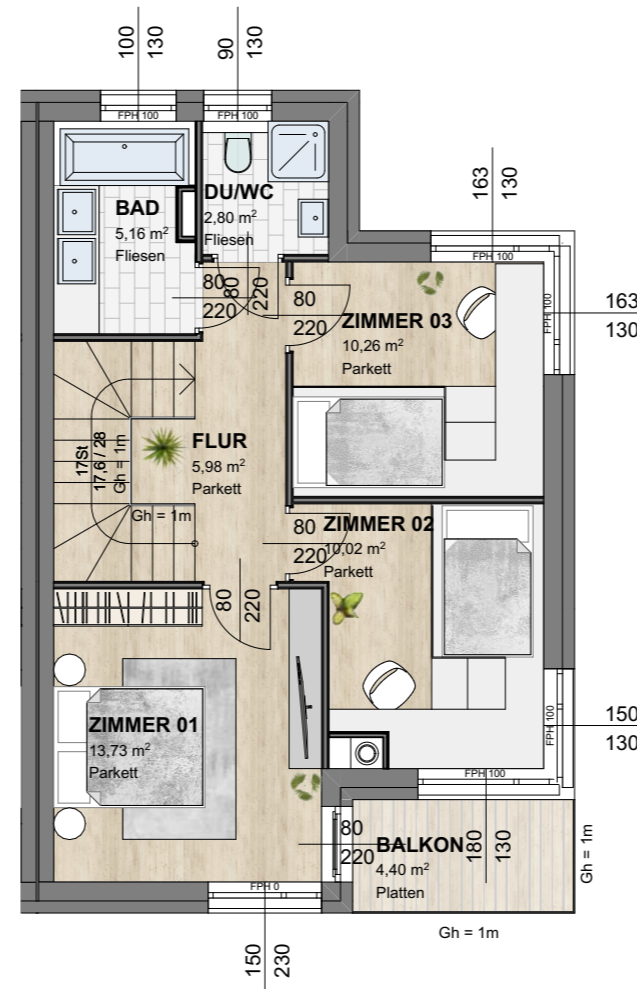 100
130
90
130
FPH 100
FPH 100
163
130
BAD
5,16 m²
Fliesen
DU/WC
2,80 m²
Fliesen
FPH 100
FPH 100
163
130
80
220
80
220
80
220
ZIMMER 03
10,26 m²
Parkett
17St
17,6 / 28
Gh = 1m
FLUR
5,98 m²
Parkett
Gh = 1m
80
220
ZIMMER 02
10,02 m²
Parkett
80
220
ZIMMER 01
13,73 m²
Parkett
FPH 100
150
130
FPH 100
180
130
80
220
BALKON
4,40 m²
Platten
Gh = 1m
Gh = 1m
FPH 0
150
230